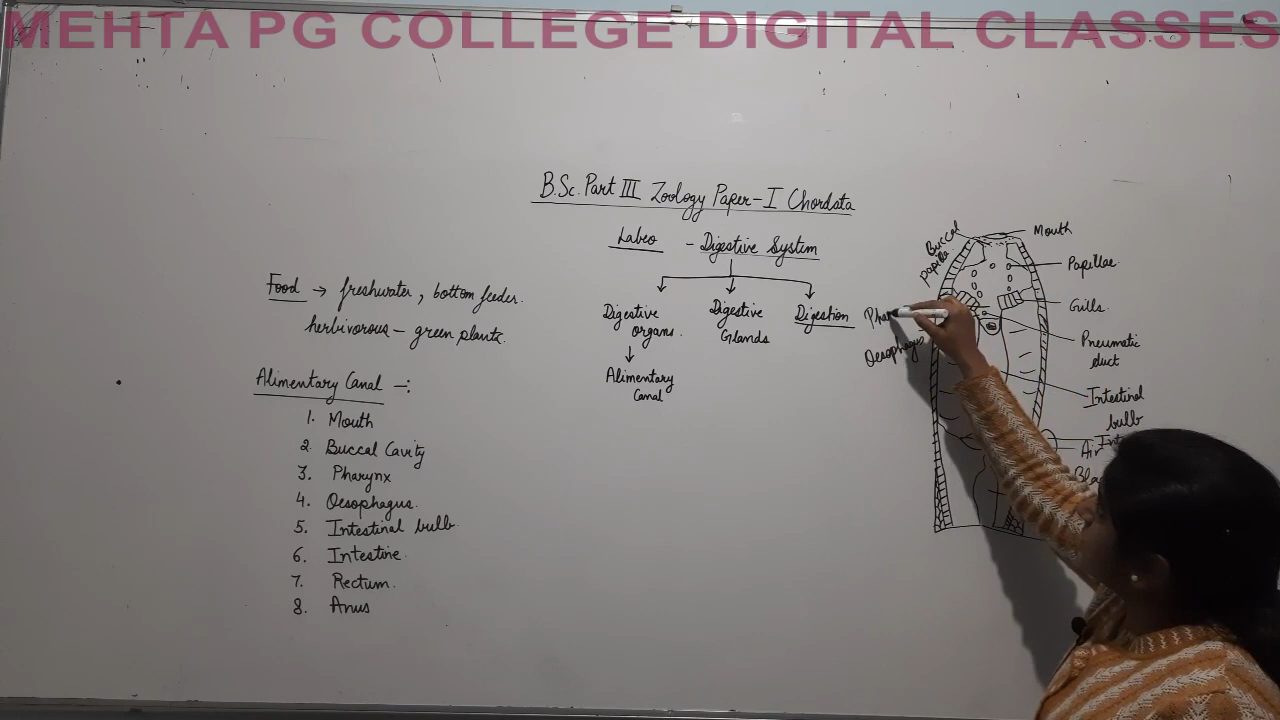 MEHTA PG COLLEGE DIGITAL CLASSES
B.Sc. Part III Zoology Paper-I Chordata
Labeo - Digestive System
Digestive organs.
Alimentary Canal
Digestive Glands
Digestion
Food → freshwater, bottom feeder.
herbivorous - green plants.
Alimentary Canal -:
1. Mouth
2. Buccal Cavity
3. Pharynx
4. Oesophagus.
5. Intestinal bulb.
6. Intestine.
7. Rectum.
8. Anus
Buccal
papilla
Mouth
Papillae
Gills.
Pneumatic
duct
Intestinal
bulb
Air
Phar
Oesophagus